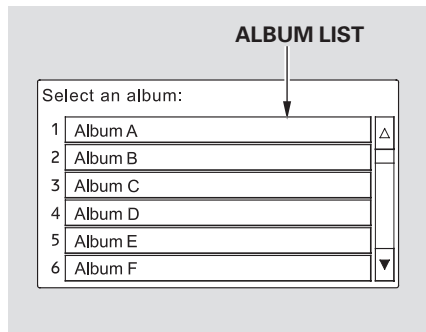 ALBUM LIST
Select an album:
1 Album A
2 Album B
3 Album C
4 Album D
5 Album E
6 Album F